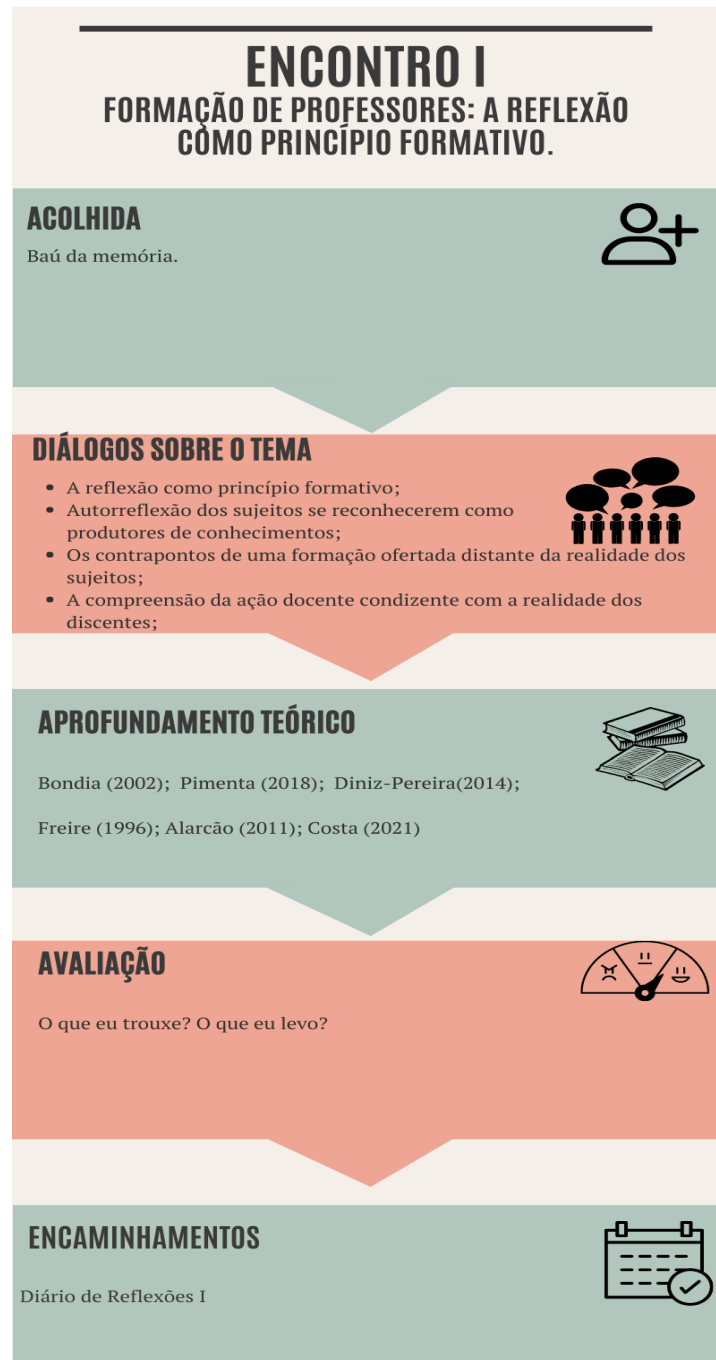 ENCONTRO I
FORMAÇÃO DE PROFESSORES: A REFLEXÃO
COMO PRINCÍPIO FORMATIVO.
ACOLHIDA
Baú da memória.
DIÁLOGOS SOBRE O TEMA
• A reflexão como princípio formativo;
• Autorreflexão dos sujeitos se reconhecerem como
produtores de conhecimentos;
• Os contrapontos de uma formação ofertada distante da realidade dos
sujeitos;
• A compreensão da ação docente condizente com a realidade dos
discentes;
APROFUNDAMENTO TEÓRICO
Bondia (2002); Pimenta (2018); Diniz-Pereira(2014);
Freire (1996); Alarcão (2011); Costa (2021)
AVALIAÇÃO
O que eu trouxe? O que eu levo?
ENCAMINHAMENTOS
Diário de Reflexões I